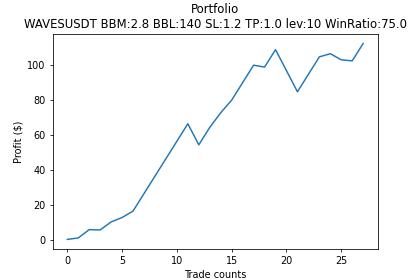 Portfolio
WAVESUSDT BBM:2.8 BBL:140 SL:1.2 TP:1.0 lev:10 WinRatio:75.0
100
80
60
40
20
0
Profit ($)
0 5 10 15 20 25
Trade counts